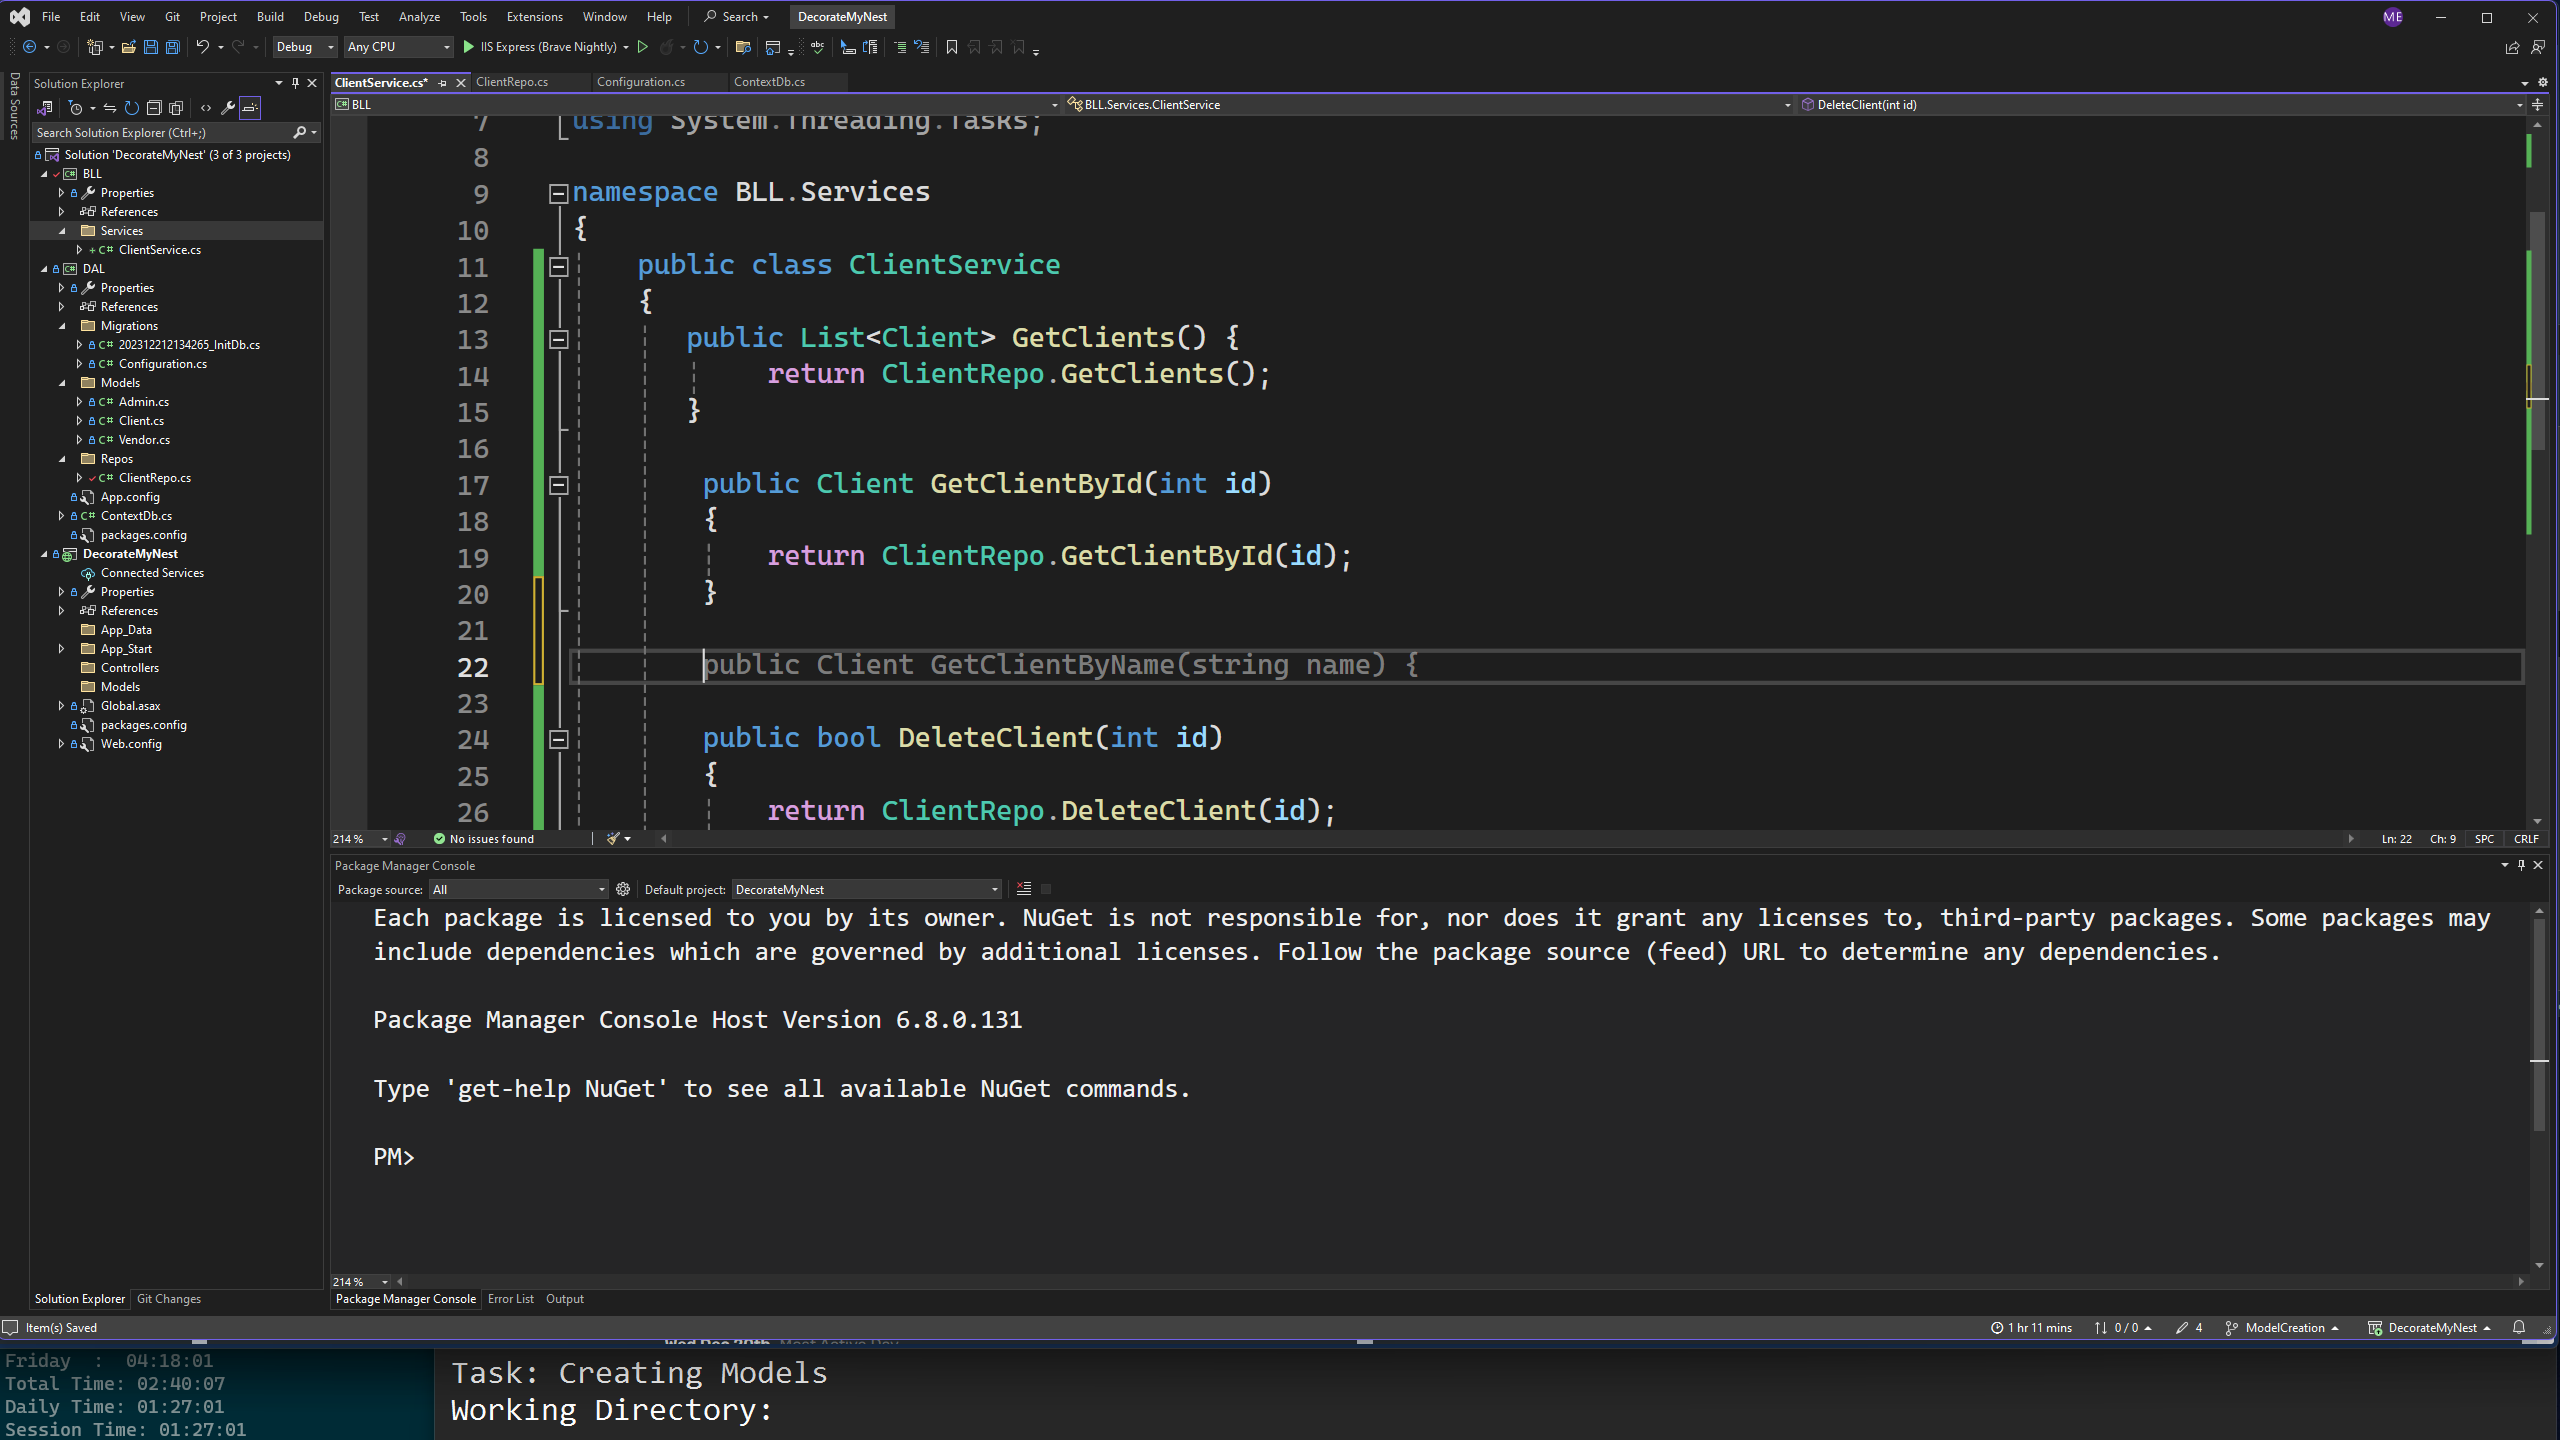 File Edit View Git Project Build Debug Test Analyze Tools Extensions Window Help Search DecorateMyNest ME
Debug Any CPU IIS Express (Brave Nightly)
Data Sources
Solution Explorer
Search Solution Explorer (Ctrl+;)
Solution 'DecorateMyNest' (3 of 3 projects)
BLL
Properties
References
Services
ClientService.cs
DAL
Properties
References
Migrations
202312212134265_InitDb.cs
Configuration.cs
Models
Admin.cs
Client.cs
Vendor.cs
Repos
ClientRepo.cs
App.config
ContextDb.cs
packages.config
DecorateMyNest
Connected Services
Properties
References
App_Data
App_Start
Controllers
Models
Global.asax
packages.config
Web.config
Solution Explorer Git Changes
ClientService.cs* ClientRepo.cs Configuration.cs ContextDb.cs
BLL BLL.Services.ClientService DeleteClient(int id)
7 using System.Threading.Tasks;
8
9 namespace BLL.Services
10 {
11 public class ClientService
12 {
13 public List<Client> GetClients() {
14 return ClientRepo.GetClients();
15 }
16
17 public Client GetClientById(int id)
18 {
19 return ClientRepo.GetClientById(id);
20 }
21
22 public Client GetClientByName(string name) {
23
24 public bool DeleteClient(int id)
25 {
26 return ClientRepo.DeleteClient(id);
214 % No issues found Ln: 22 Ch: 9 SPC CRLF
Package Manager Console
Package source: All Default project: DecorateMyNest
Each package is licensed to you by its owner. NuGet is not responsible for, nor does it grant any licenses to, third-party packages. Some packages may
include dependencies which are governed by additional licenses. Follow the package source (feed) URL to determine any dependencies.
Package Manager Console Host Version 6.8.0.131
Type 'get-help NuGet' to see all available NuGet commands.
PM>
214 %
Package Manager Console Error List Output
Item(s) Saved 1 hr 11 mins 0 / 0 4 ModelCreation DecorateMyNest
Wed Dec 20th Most Active Day
Friday : 04:18:01
Total Time: 02:40:07
Daily Time: 01:27:01
Session Time: 01:27:01
Task: Creating Models
Working Directory: